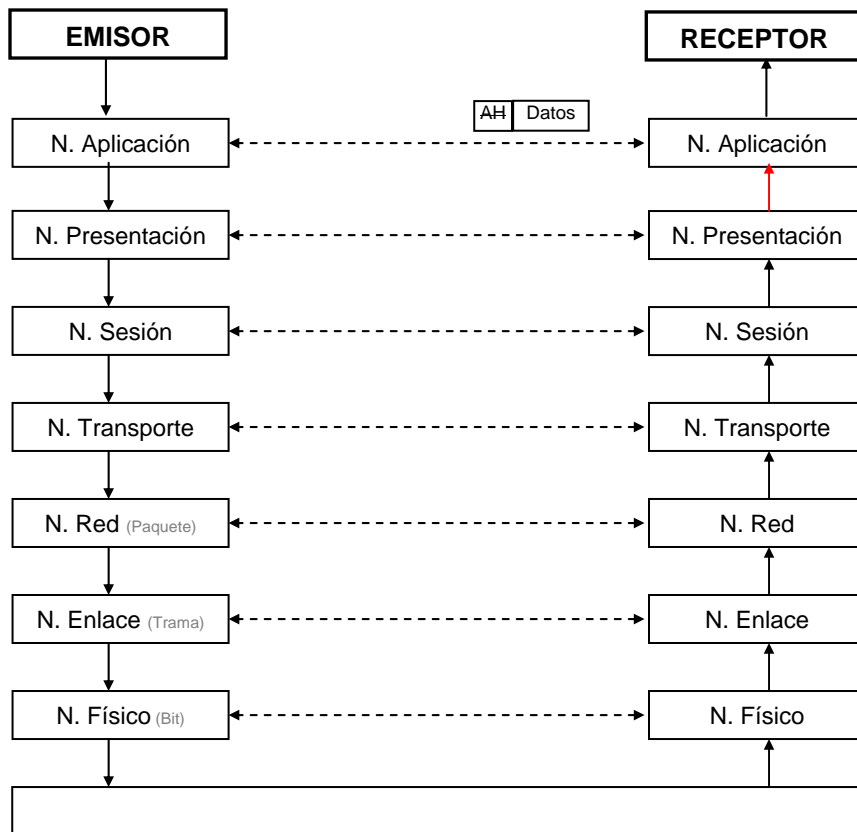 EMISOR RECEPTOR
AH Datos
N. Aplicación N. Aplicación
N. Presentación N. Presentación
N. Sesión N. Sesión
N. Transporte N. Transporte
N. Red (Paquete) N. Red
N. Enlace (Trama) N. Enlace
N. Físico (Bit) N. Físico